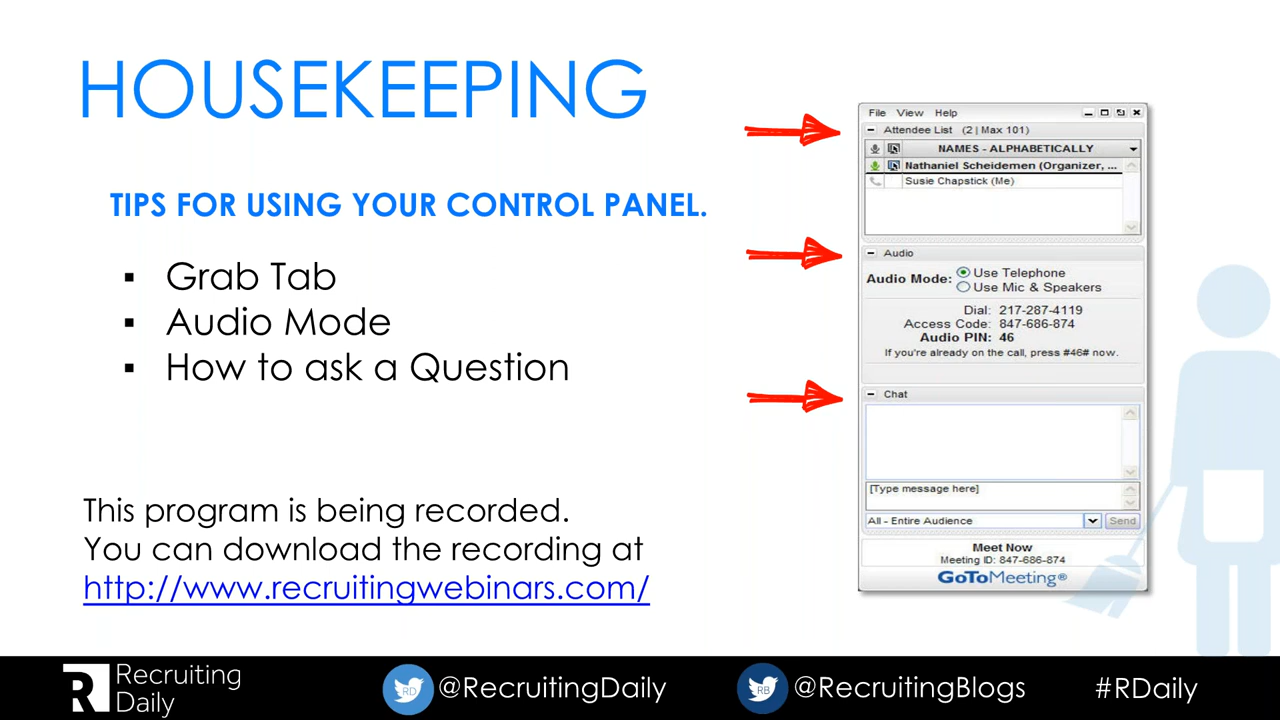 HOUSEKEEPING
TIPS FOR USING YOUR CONTROL PANEL.
▪ Grab Tab
▪ Audio Mode
▪ How to ask a Question
This program is being recorded.
You can download the recording at
http://www.recruitingwebinars.com/
File View Help
Attendee List (2 | Max 101)
NAMES - ALPHABETICALLY
Nathaniel Scheidemen (Organizer, ...
Susie Chapstick (Me)
Audio
Audio Mode: Use Telephone
Use Mic & Speakers
Dial: 217-287-4119
Access Code: 847-686-874
Audio PIN: 46
If you're already on the call, press #46# now.
Chat
[Type message here]
All - Entire Audience Send
Meet Now
Meeting ID: 847-686-874
GoToMeeting®
R Recruiting
Daily
RD @RecruitingDaily
RB @RecruitingBlogs
#RDaily